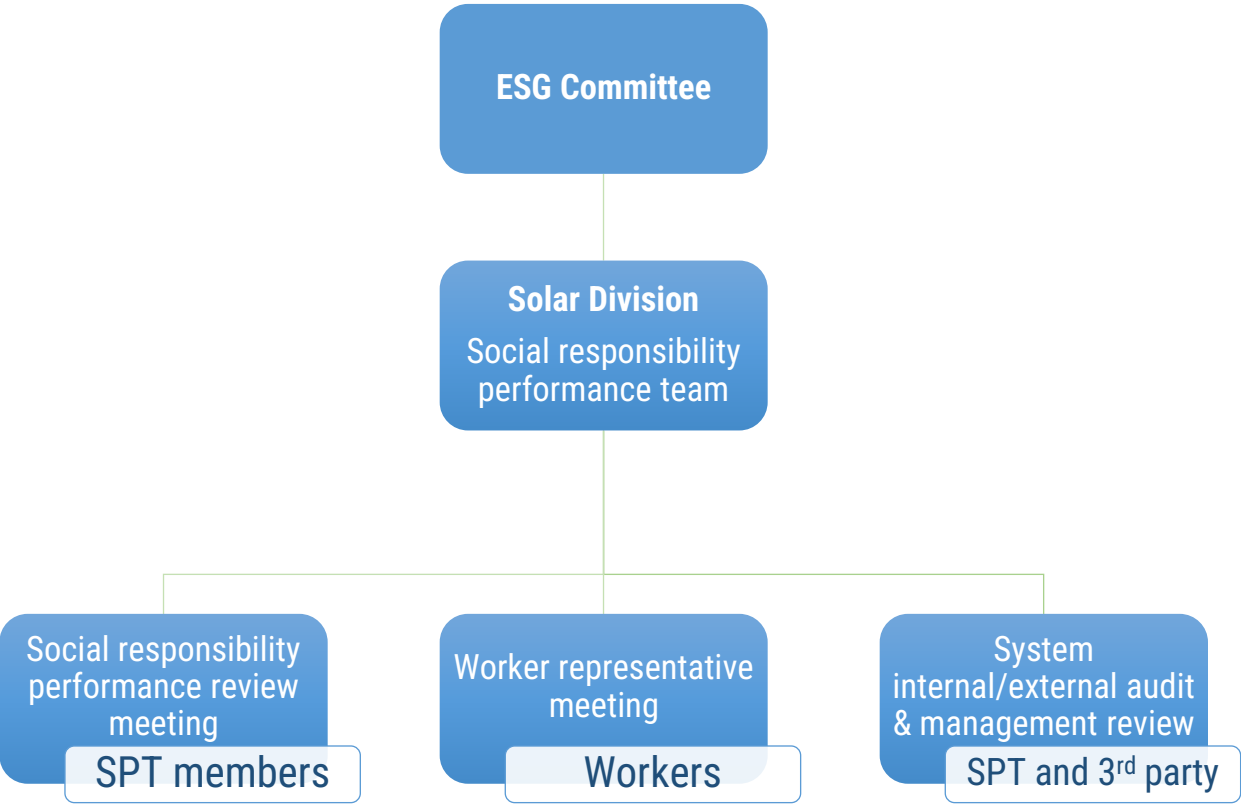 ESG Committee
Solar Division
Social responsibility
performance team
Social responsibility
performance review
meeting
SPT members
Worker representative
meeting
Workers
System
internal/external audit
& management review
SPT and 3rd party